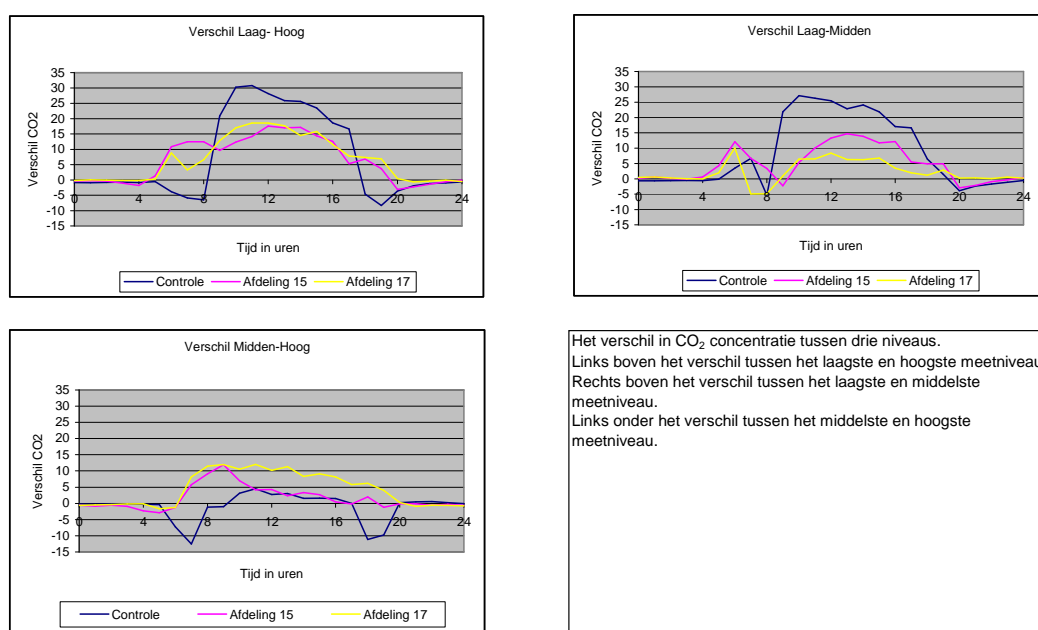 Verschil Laag- Hoog
35
30
25
20
15
10
5
0
-5
-10
-15
Verschil CO2
0 4 8 12 16 20 24
Tijd in uren
Controle Afdeling 15 Afdeling 17
Verschil Laag-Midden
35
30
25
20
15
10
5
0
-5
-10
-15
Verschil CO2
0 4 8 12 16 20 24
Tijd in uren
Controle Afdeling 15 Afdeling 17
Verschil Midden-Hoog
35
30
25
20
15
10
5
0
-5
-10
-15
Verschil CO2
0 4 8 12 16 20 24
Tijd in uren
Controle Afdeling 15 Afdeling 17
Het verschil in CO₂ concentratie tussen drie niveaus.
Links boven het verschil tussen het laagste en hoogste meetniveau
Rechts boven het verschil tussen het laagste en middelste
meetniveau.
Links onder het verschil tussen het middelste en hoogste
meetniveau.